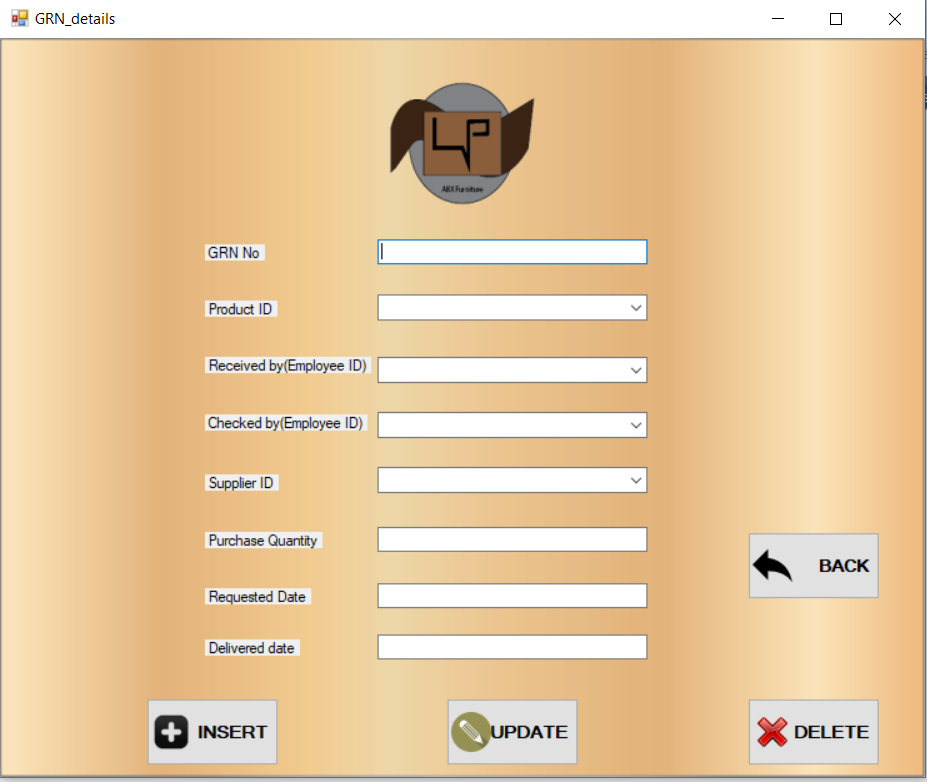 GRN_details
LP
ABX Furniture
GRN No
Product ID
Received by(Employee ID)
Checked by(Employee ID)
Supplier ID
Purchase Quantity
Requested Date
Delivered date
BACK
INSERT
UPDATE
DELETE